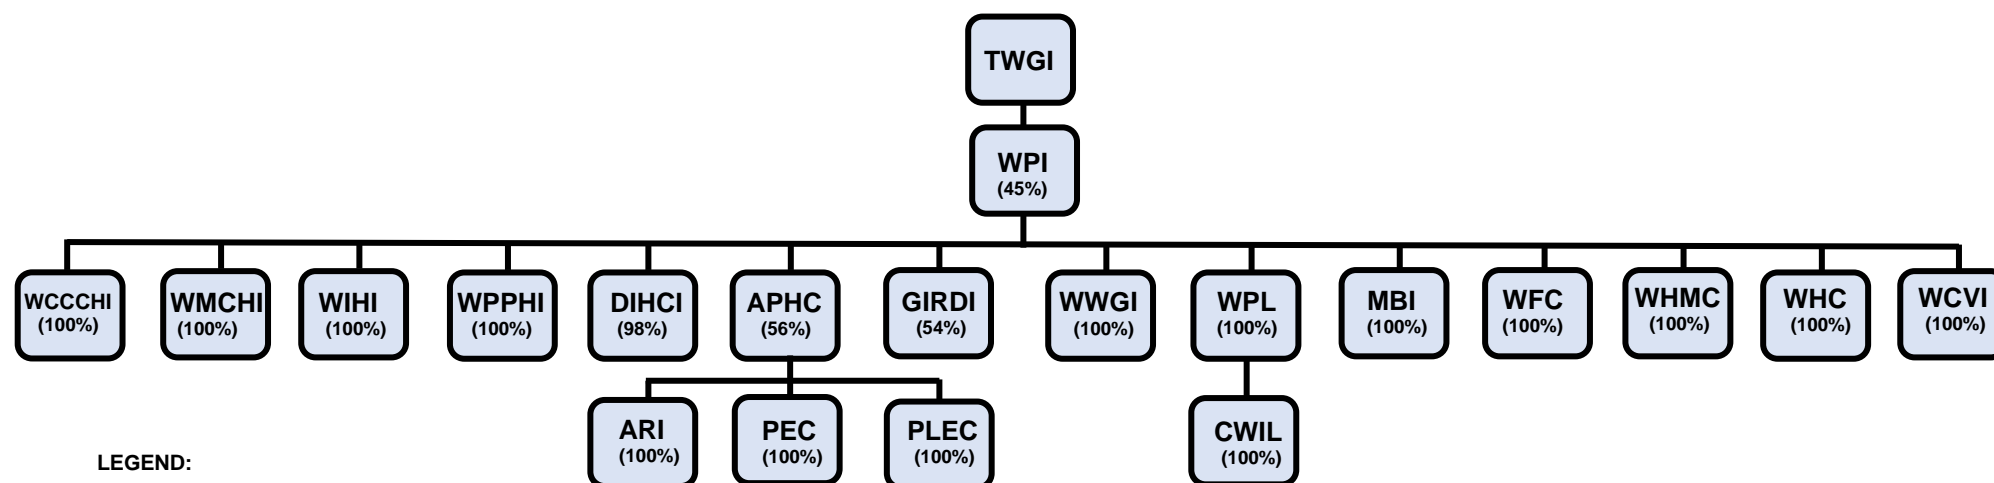 TWGI
WPI
(45%)
WCCCHI
(100%)
WMCHI
(100%)
WIHI
(100%)
WPPHI
(100%)
DIHCI
(98%)
APHC
(56%)
GIRDI
(54%)
WWGI
(100%)
WPL
(100%)
MBI
(100%)
WFC
(100%)
WHMC
(100%)
WHC
(100%)
WCVI
(100%)
ARI
(100%)
PEC
(100%)
PLEC
(100%)
CWIL
(100%)
LEGEND: